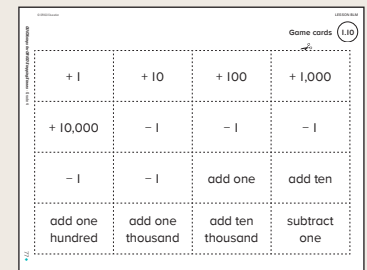 Game cards 1.10
+ 1
+ 10
+ 100
+ 1,000
+ 10,000
− 1
− 1
− 1
− 1
− 1
add one
add ten
add one
hundred
add one
thousand
add ten
thousand
subtract
one